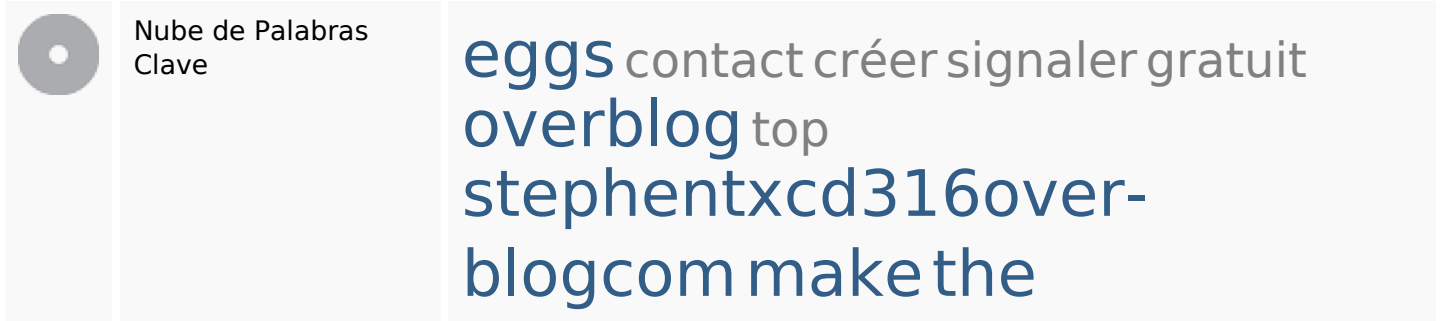 Nube de Palabras
Clave
eggs contact créer signaler gratuit
overblog top
stephentxcd316over-
blogcom make the